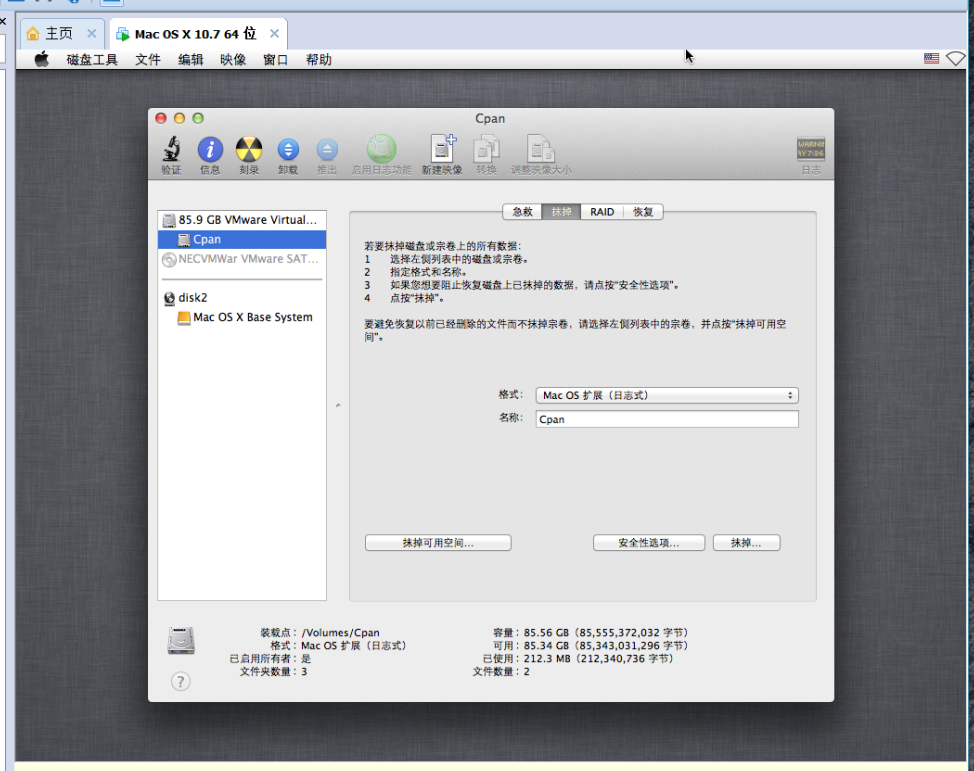 主页
Mac OS X 10.7 64 位
磁盘工具 文件 编辑 映像 窗口 帮助
Cpan
验证 信息 刻录 卸载 推出 启用日志功能 新建映像 转换 调整映像大小 日志
85.9 GB VMware Virtual...
Cpan
NECVMWar VMware SAT...
disk2
Mac OS X Base System
急救 抹掉 RAID 恢复
若要抹掉磁盘或宗卷上的所有数据：
1 选择左侧列表中的磁盘或宗卷。
2 指定格式和名称。
3 如果您想要阻止恢复磁盘上已抹掉的数据，请点按“安全性选项”。
4 点按“抹掉”。
要避免恢复以前已经删除的文件而不抹掉宗卷，请选择左侧列表中的宗卷，并点按“抹掉可用空
间”。
格式： Mac OS 扩展（日志式）
名称： Cpan
抹掉可用空间... 安全性选项... 抹掉...
装载点：/Volumes/Cpan
格式：Mac OS 扩展（日志式）
已启用所有者：是
文件夹数量：3
容量：85.56 GB（85,555,372,032 字节）
可用：85.34 GB（85,343,031,296 字节）
已使用：212.3 MB（212,340,736 字节）
文件数量：2